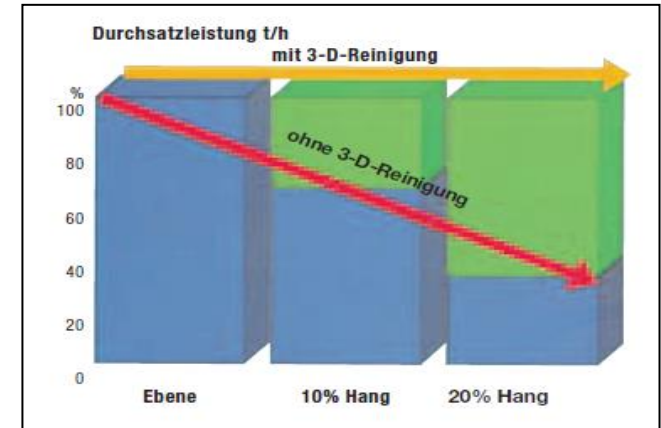 Durchsatzleistung t/h
mit 3-D-Reinigung
%
100
80
60
40
20
0
ohne 3-D-Reinigung
Ebene
10% Hang
20% Hang